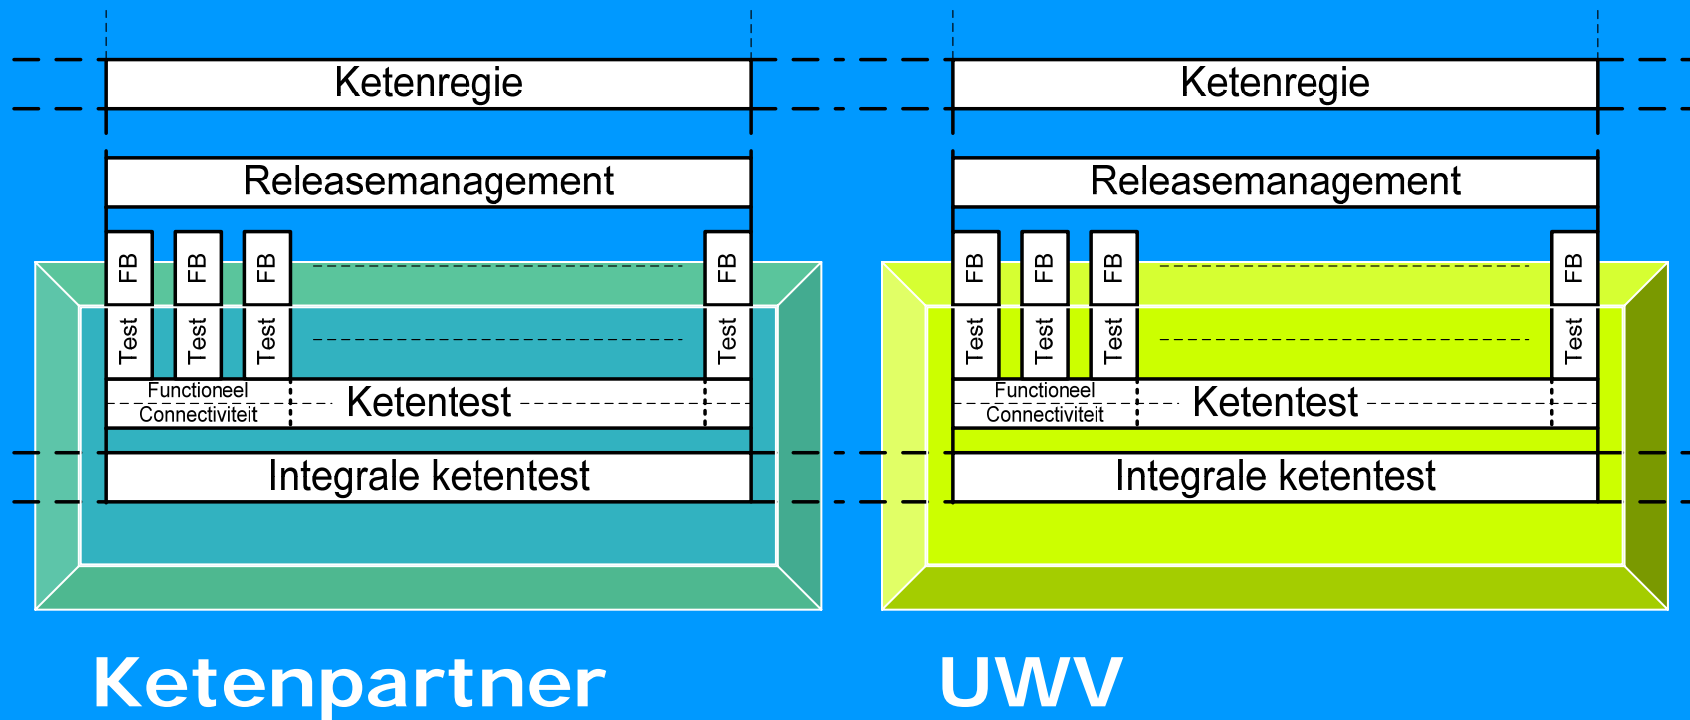 Ketenregie
Releasemanagement
FB FB FB FB
Test Test Test Test
Functioneel
Connectiviteit
Ketentest
Integrale ketentest
Ketenpartner
Ketenregie
Releasemanagement
FB FB FB FB
Test Test Test Test
Functioneel
Connectiviteit
Ketentest
Integrale ketentest
UWV